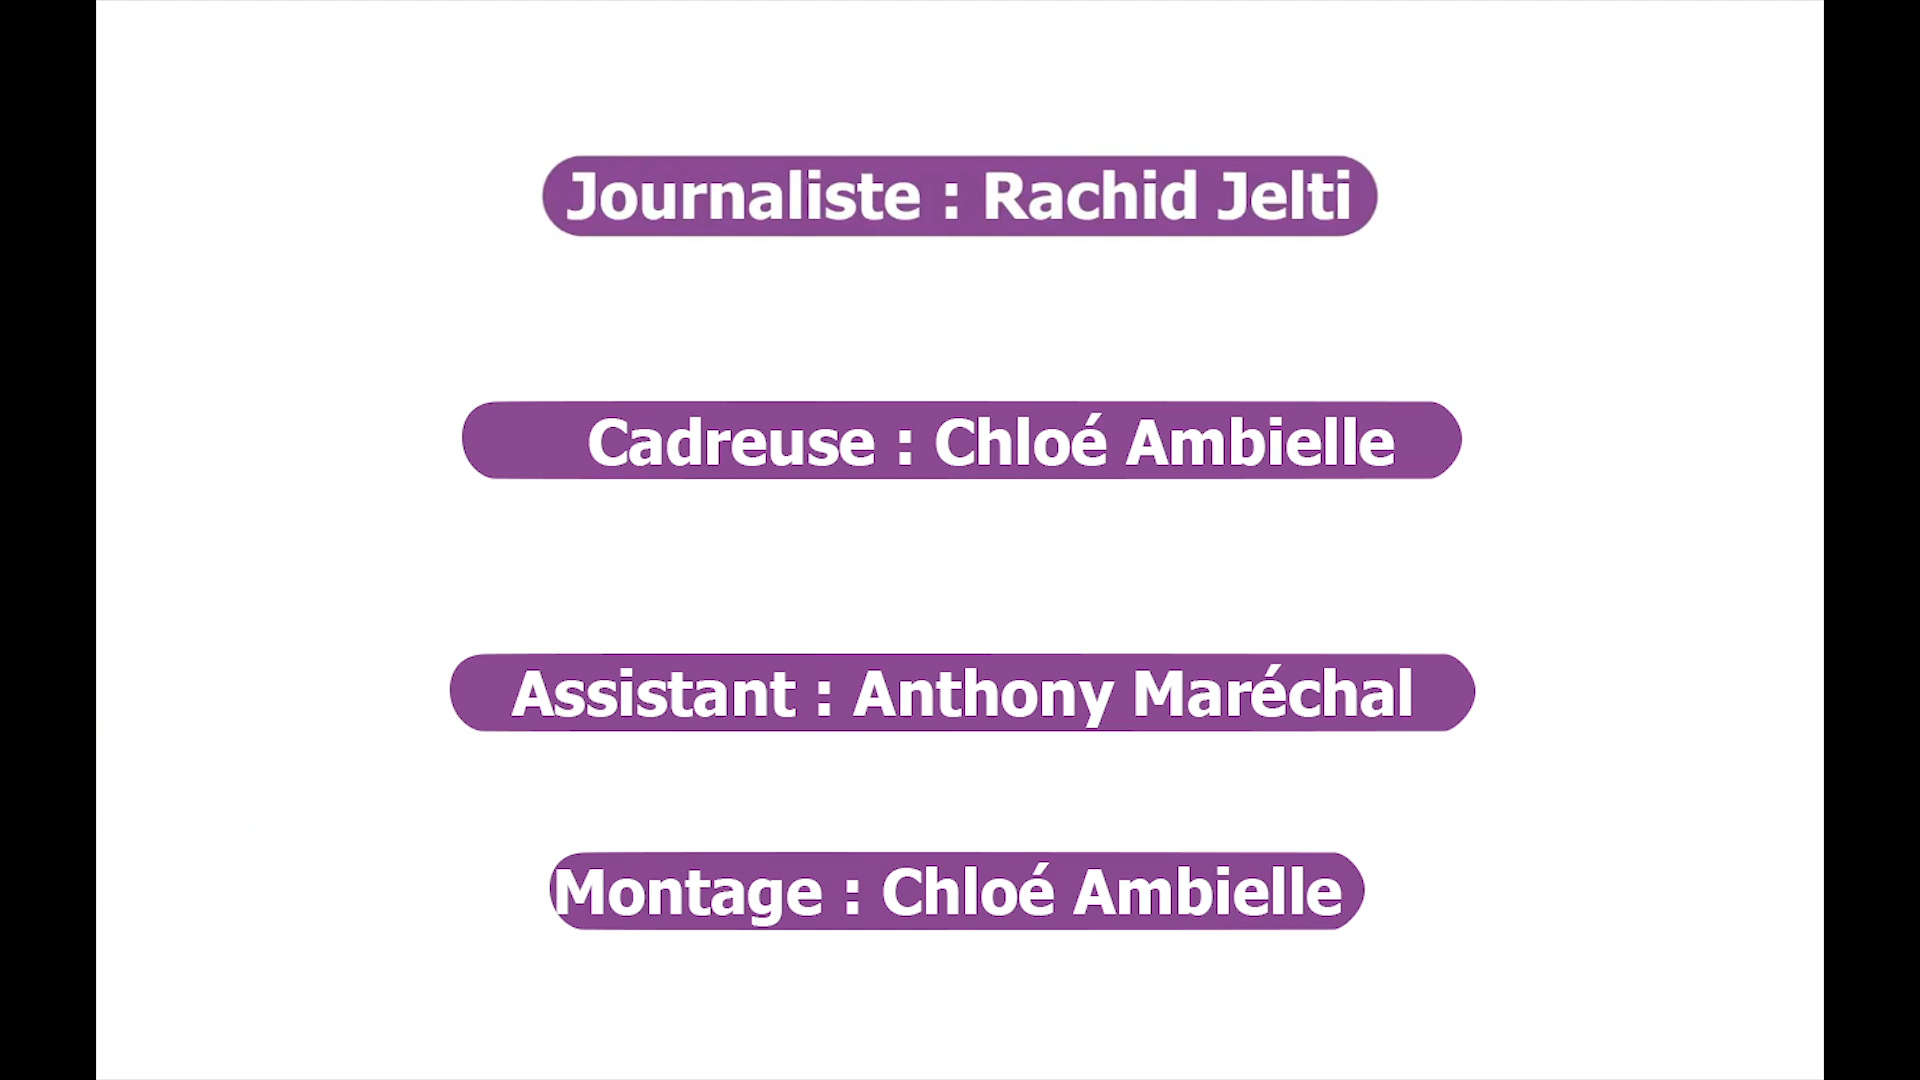 Journaliste : Rachid Jelti
Cadreuse : Chloé Ambielle
Assistant : Anthony Maréchal
Montage : Chloé Ambielle